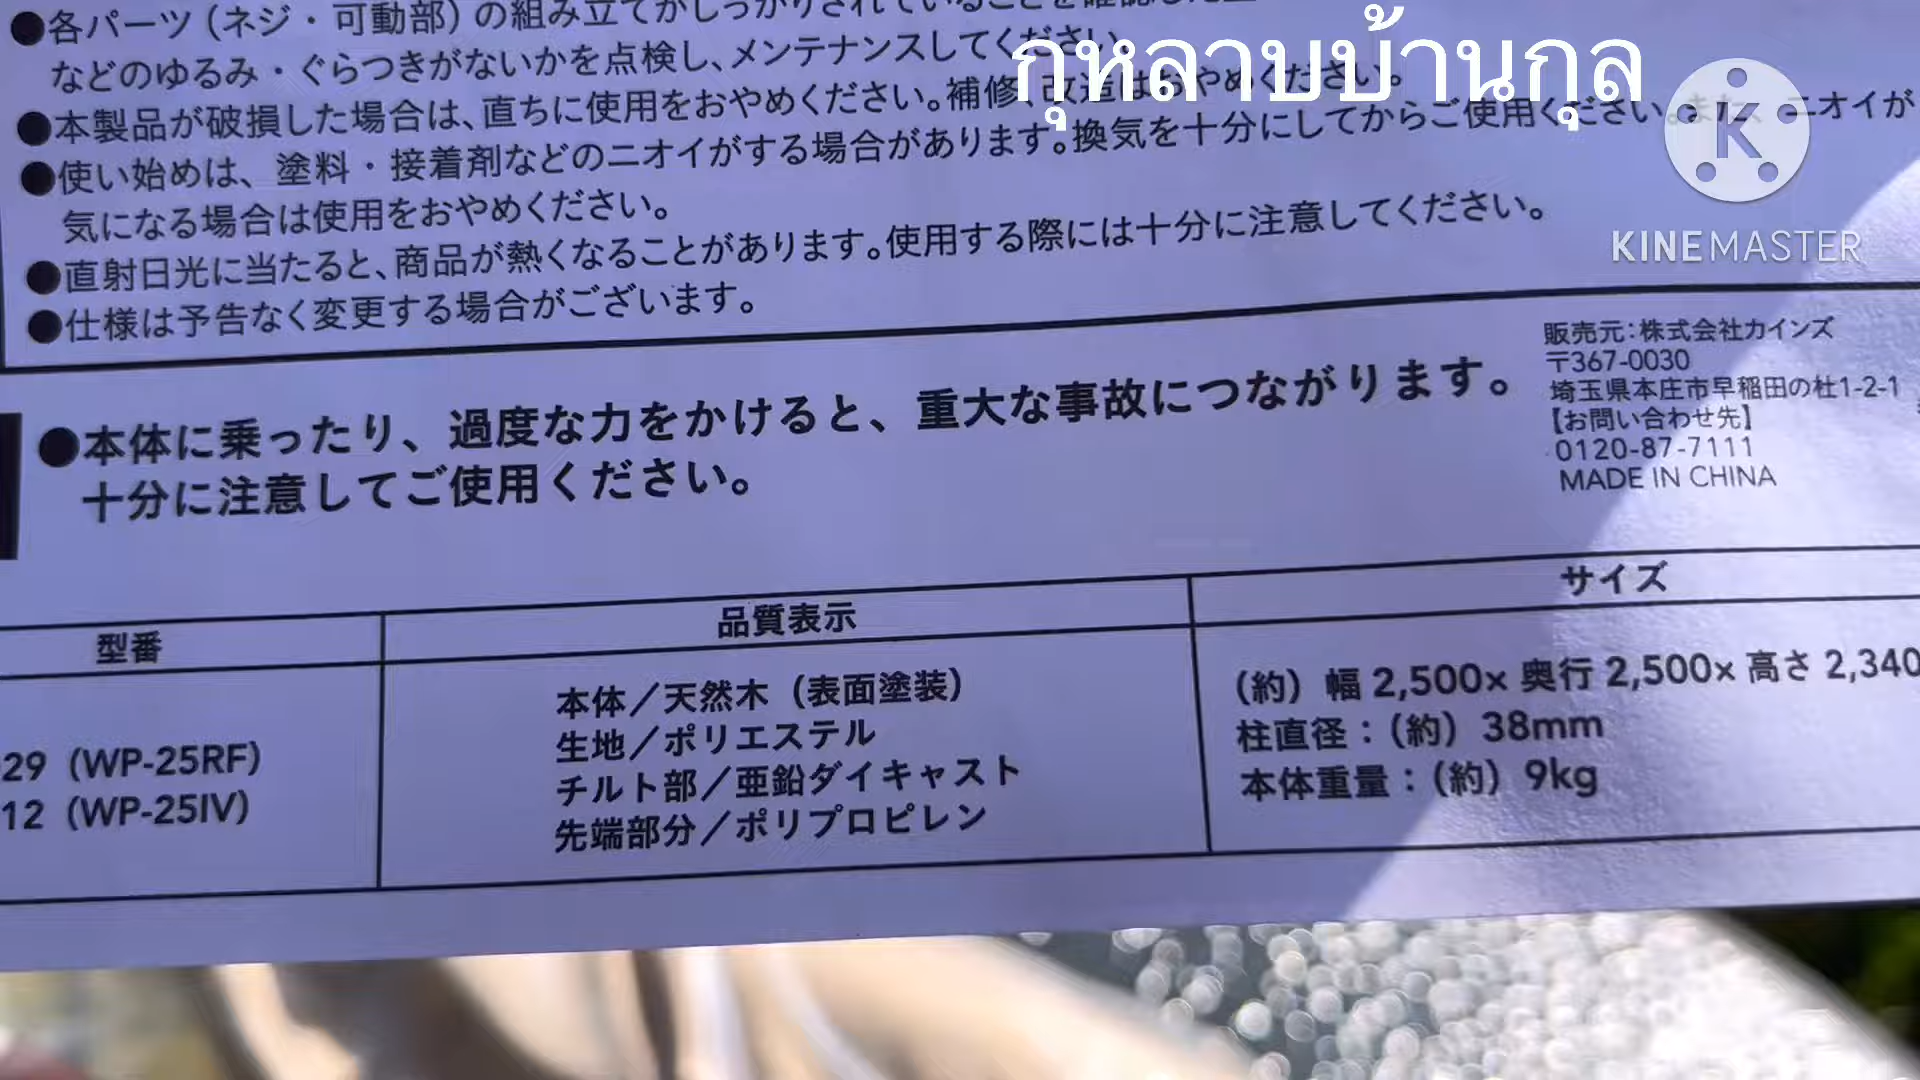 ●各パーツ(ネジ・可動部)の組み立てがしっかりされていることを確認した上
などのゆるみ・ぐらつきがないかを点検し、メンテナンスしてください。
●本製品が破損した場合は、直ちに使用をおやめください。補修、改造はおやめください。
●使い始めは、塗料・接着剤などのニオイがする場合があります。換気を十分にしてからご使用ください。また、ニオイが
気になる場合は使用をおやめください。
●直射日光に当たると、商品が熱くなることがあります。使用する際には十分に注意してください。
●仕様は予告なく変更する場合がございます。
กุหลาบบ้านกุล
K
KINEMASTER
●本体に乗ったり、過度な力をかけると、重大な事故につながります。
十分に注意してご使用ください。
販売元:株式会社カインズ
〒367-0030
埼玉県本庄市早稲田の杜1-2-1
【お問い合わせ先】
0120-87-7111
MADE IN CHINA
型番 品質表示 サイズ
29(WP-25RF)
12(WP-25IV)
本体/天然木(表面塗装)
生地/ポリエステル
チルト部/亜鉛ダイキャスト
先端部分/ポリプロピレン
(約)幅 2,500×奥行 2,500×高さ 2,340
柱直径:(約)38mm
本体重量:(約)9kg